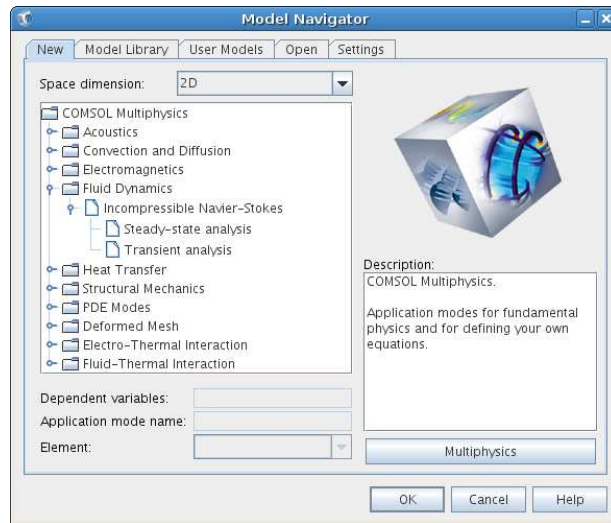 Model Navigator
New Model Library User Models Open Settings
Space dimension: 2D
COMSOL Multiphysics
Acoustics
Convection and Diffusion
Electromagnetics
Fluid Dynamics
Incompressible Navier-Stokes
Steady-state analysis
Transient analysis
Heat Transfer
Structural Mechanics
PDE Modes
Deformed Mesh
Electro-Thermal Interaction
Fluid-Thermal Interaction
Description:
COMSOL Multiphysics.
Application modes for fundamental
physics and for defining your own
equations.
Dependent variables:
Application mode name:
Element:
Multiphysics
OK Cancel Help